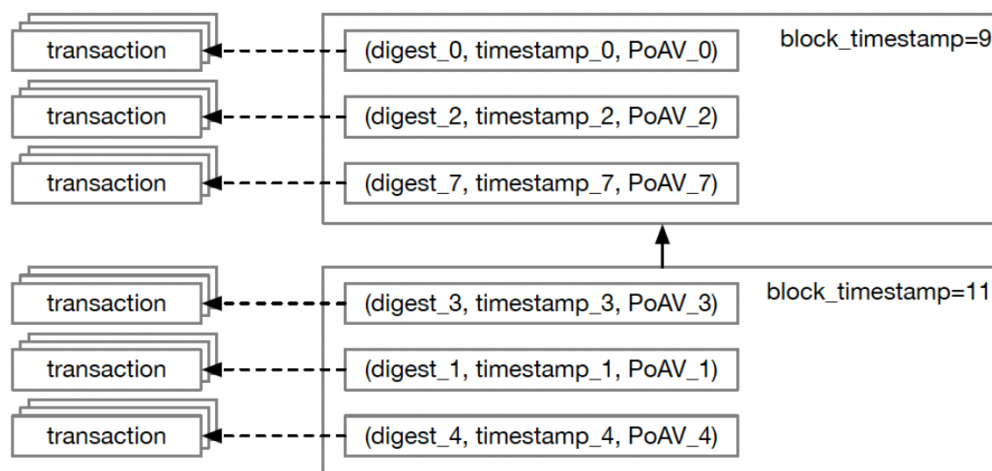 transaction (digest_0, timestamp_0, PoAV_0) block_timestamp=9
transaction (digest_2, timestamp_2, PoAV_2)
transaction (digest_7, timestamp_7, PoAV_7)
transaction (digest_3, timestamp_3, PoAV_3) block_timestamp=11
transaction (digest_1, timestamp_1, PoAV_1)
transaction (digest_4, timestamp_4, PoAV_4)